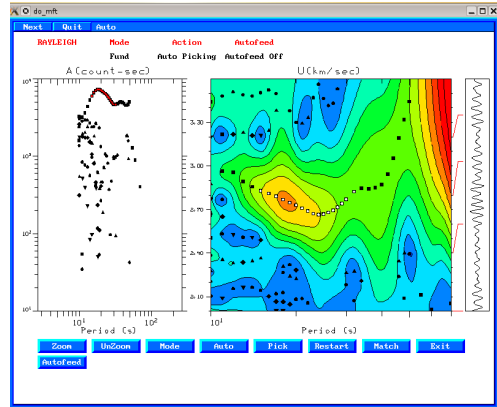 do_mft
Next Quit Auto
RAYLEIGH Mode Action Autofeed
Fund Auto Picking Autofeed Off
A(count-sec) U(km/sec)
3.30
10³ 3.00
2.70
10² 2.40
2.10
10¹
10¹ 10² 10¹
Period (s) Period (s)
Zoom UnZoom Mode Auto Pick Restart Match Exit
Autofeed